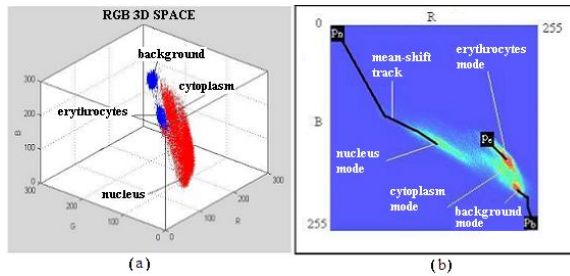 RGB 3D SPACE
background
cytoplasm
erythrocytes
nucleus
300
200
100
0
B
300
200
100
0
G
0
100
200
300
R
(a)
0
R
255
Pn
mean-shift
track
erythrocytes
mode
B
Pe
nucleus
mode
cytoplasm
mode
background
mode
255
Pb
(b)